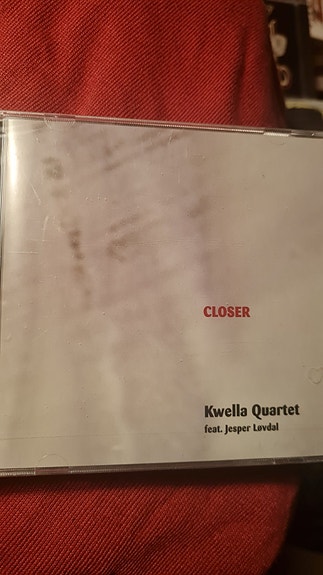 CLOSER
Kwella Quartet
feat. Jesper Løvdal